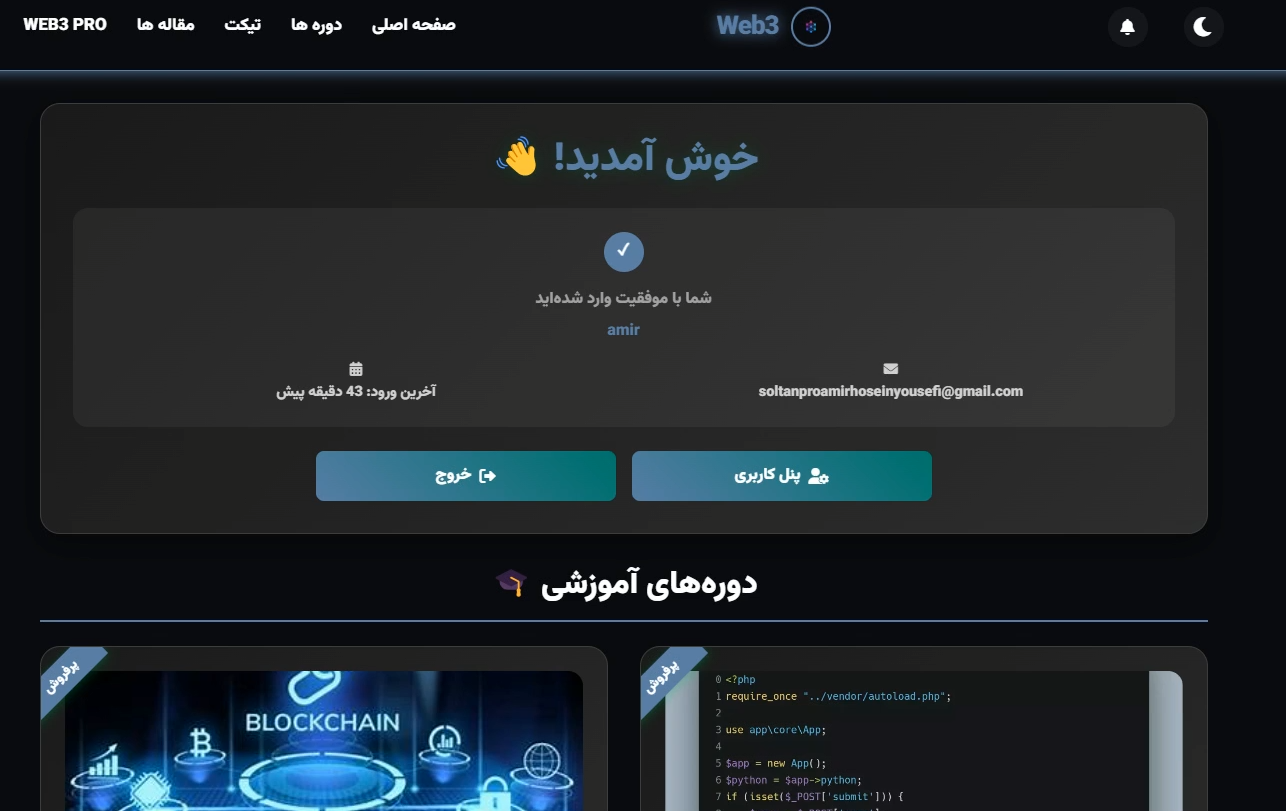 صفحه اصلی
دوره ها
تیکت
مقاله ها
WEB3 PRO
Web3
خوش آمدید! 👋
✓
شما با موفقیت وارد شده‌اید
amir
soltanproamirhoseinyousefi@gmail.com
آخرین ورود: 43 دقیقه پیش
پنل کاربری
خروج
دوره‌های آموزشی 🎓
پرفروش
0 <?php
1 require_once "../vendor/autoload.php";
2
3 use app\core\App;
4
5 $app = new App();
6 $python = $app->python;
7 if (isset($_POST['submit'])) {
پرفروش
BLOCKCHAIN